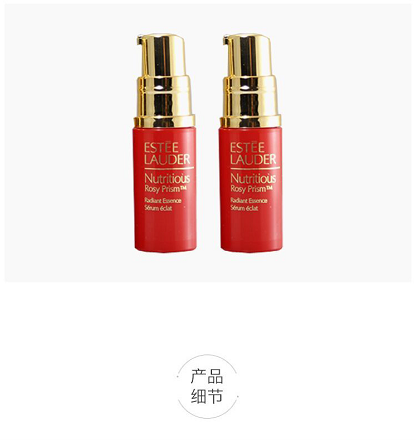 ESTĒE
LAUDER
Nutritious
Rosy Prism™
Radiant Essence
Sérum éclat
ESTĒE
LAUDER
Nutritious
Rosy Prism™
Radiant Essence
Sérum éclat
产品
细节